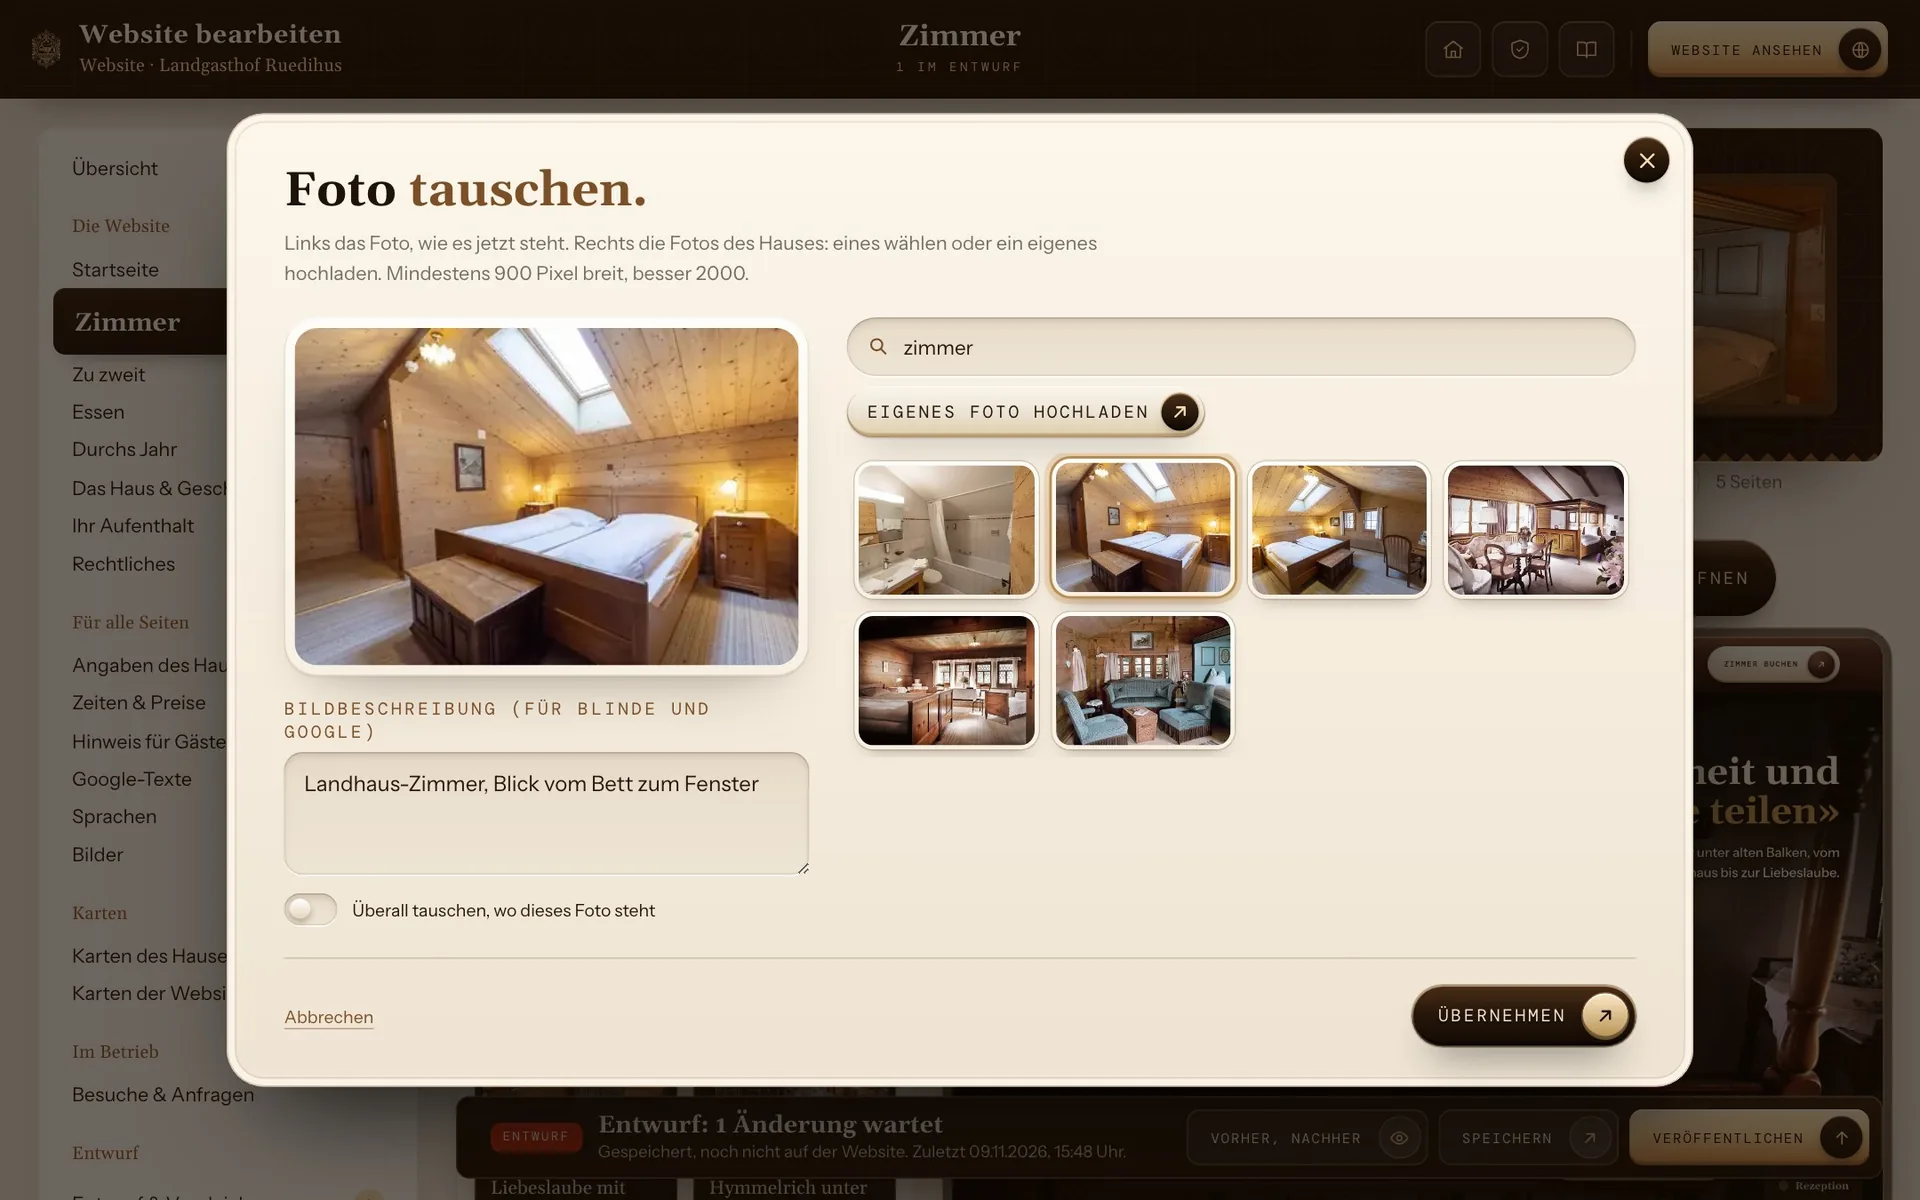 Website bearbeiten
Website · Landgasthof Ruedihus
Zimmer
1 IM ENTWURF
WEBSITE ANSEHEN
Übersicht
Die Website
Startseite
Zimmer
Zu zweit
Essen
Durchs Jahr
Das Haus &
Ihr Aufenthalt
Rechtliches
Für alle Seiten
Angaben des
Zeiten & Preise
Hinweis für Gäste
Google-Texte
Sprachen
Bilder
Karten
Karten des
Karten der
Im Betrieb
Besuche & Anfragen
Entwurf
Foto tauschen.
Links das Foto, wie es jetzt steht. Rechts die Fotos des Hauses: eines wählen oder ein eigenes
hochladen. Mindestens 900 Pixel breit, besser 2000.
BILDBESCHREIBUNG (FÜR BLINDE UND
GOOGLE)
Landhaus-Zimmer, Blick vom Bett zum Fenster
Überall tauschen, wo dieses Foto steht
zimmer
EIGENES FOTO HOCHLADEN
Abbrechen
ÜBERNEHMEN
5 Seiten
ZIMMER BUCHEN
und
teilen»
unter alten Balken, vom
bis zur Liebeslaube.
ENTWURF
Entwurf: 1 Änderung wartet
Gespeichert, noch nicht auf der Website. Zuletzt 09.11.2026, 15:48 Uhr.
VORHER, NACHHER
SPEICHERN
VERÖFFENTLICHEN
Liebeslaube mit
Hymmelrich unter
Rezeption